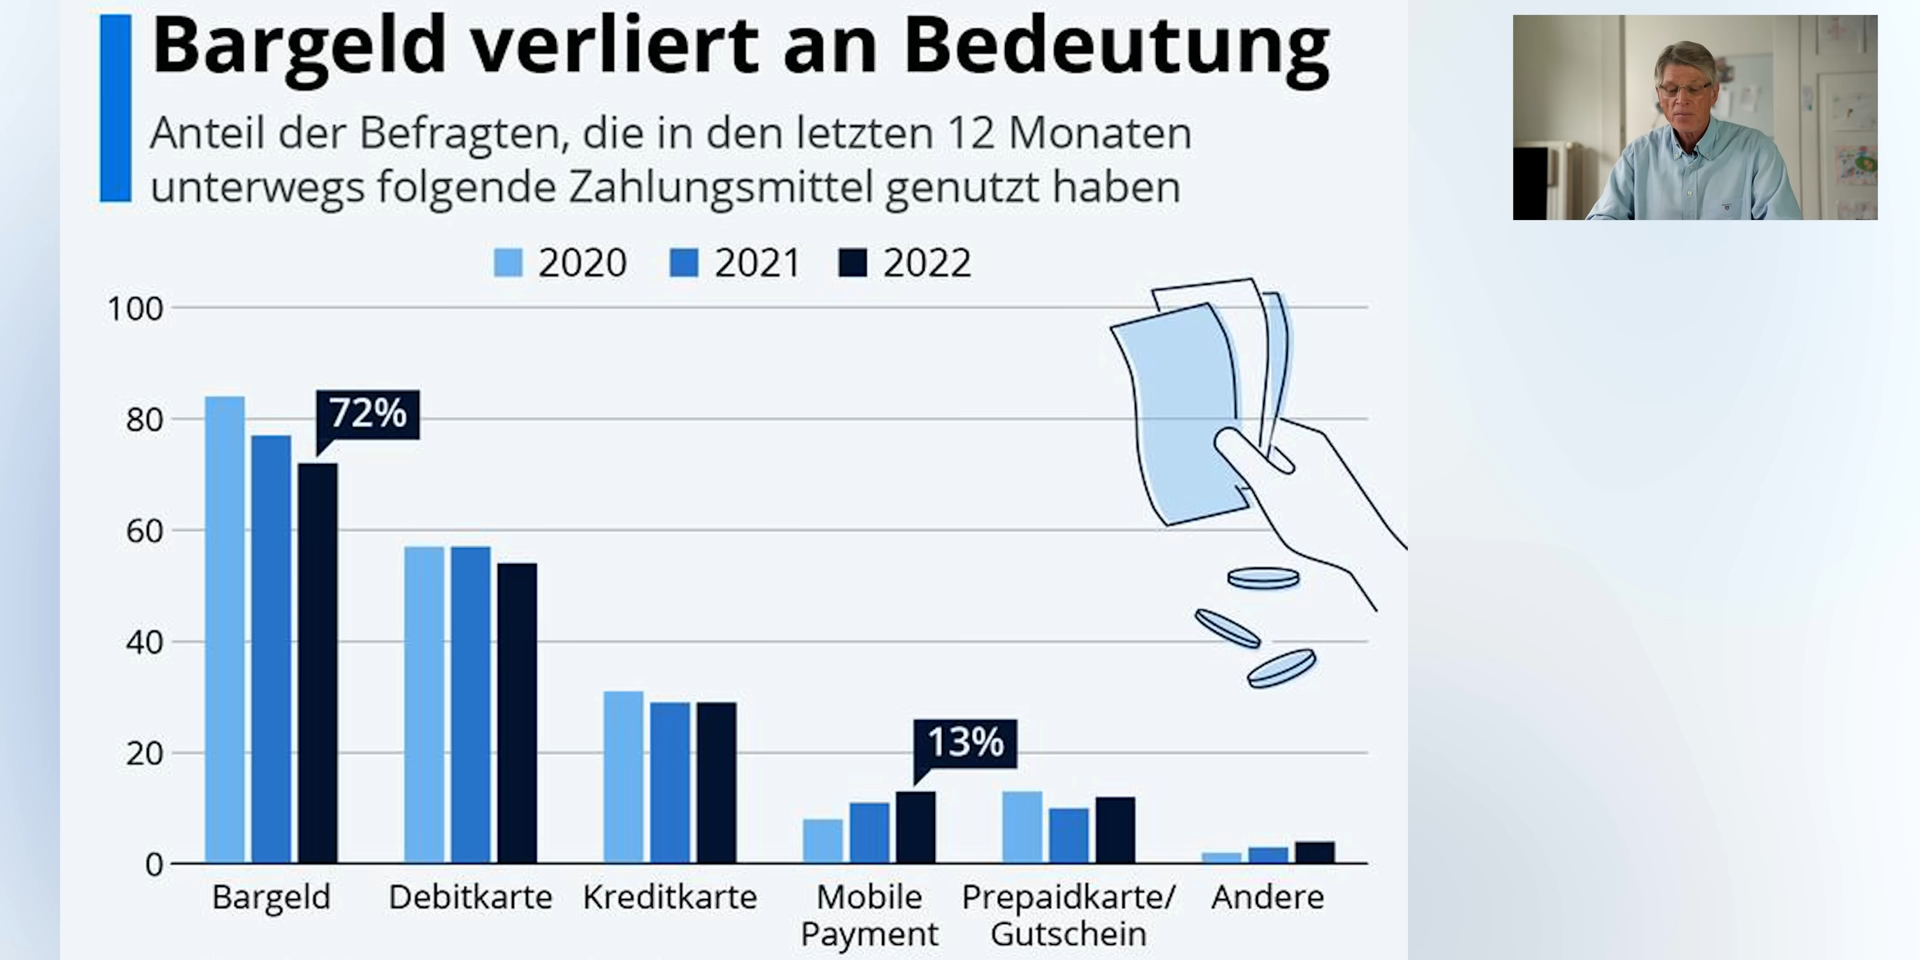 Bargeld verliert an Bedeutung
Anteil der Befragten, die in den letzten 12 Monaten
unterwegs folgende Zahlungsmittel genutzt haben
2020 2021 2022
100
80
60
40
20
0
72%
13%
Bargeld
Debitkarte
Kreditkarte
Mobile
Payment
Prepaidkarte/
Gutschein
Andere